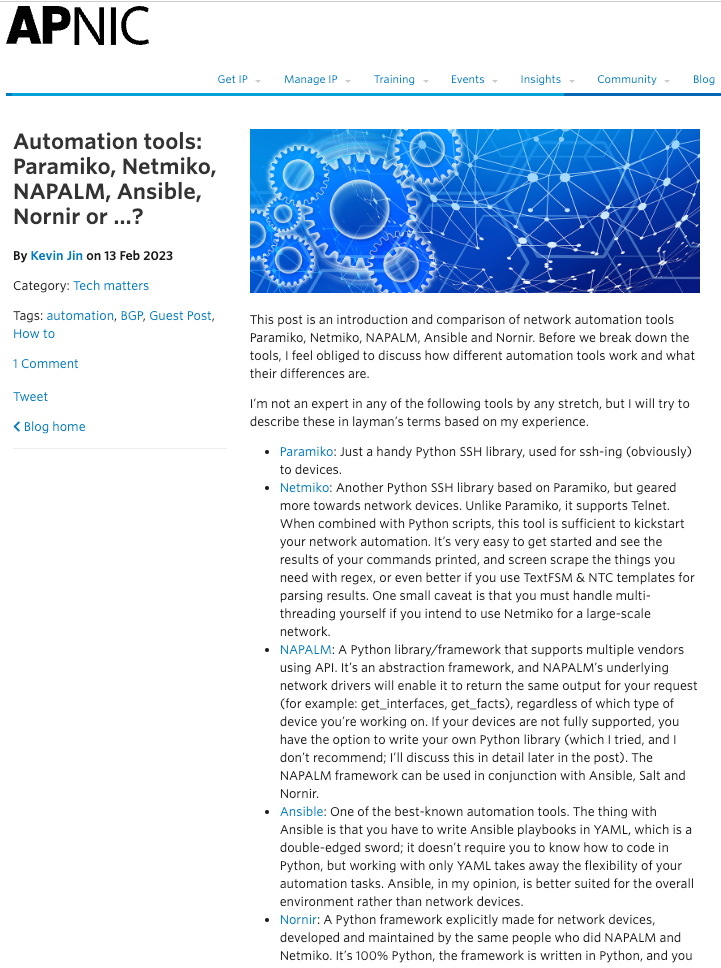 APNIC
Get IP
Manage IP
Training
Events
Insights
Community
Blog
Automation tools:
Paramiko, Netmiko,
NAPALM, Ansible,
Nornir or …?
By Kevin Jin on 13 Feb 2023
Category: Tech matters
Tags: automation, BGP, Guest Post,
How to
1 Comment
Tweet
Blog home
This post is an introduction and comparison of network automation tools
Paramiko, Netmiko, NAPALM, Ansible and Nornir. Before we break down the
tools, I feel obliged to discuss how different automation tools work and what
their differences are.
I’m not an expert in any of the following tools by any stretch, but I will try to
describe these in layman’s terms based on my experience.
• Paramiko: Just a handy Python SSH library, used for ssh-ing (obviously)
to devices.
• Netmiko: Another Python SSH library based on Paramiko, but geared
more towards network devices. Unlike Paramiko, it supports Telnet.
When combined with Python scripts, this tool is sufficient to kickstart
your network automation. It’s very easy to get started and see the
results of your commands printed, and screen scrape the things you
need with regex, or even better if you use TextFSM & NTC templates for
parsing results. One small caveat is that you must handle multi-
threading yourself if you intend to use Netmiko for a large-scale
network.
• NAPALM: A Python library/framework that supports multiple vendors
using API. It’s an abstraction framework, and NAPALM’s underlying
network drivers will enable it to return the same output for your request
(for example: get_interfaces, get_facts), regardless of which type of
device you’re working on. If your devices are not fully supported, you
have the option to write your own Python library (which I tried, and I
don’t recommend; I’ll discuss this in detail later in the post). The
NAPALM framework can be used in conjunction with Ansible, Salt and
Nornir.
• Ansible: One of the best-known automation tools. The thing with
Ansible is that you have to write Ansible playbooks in YAML, which is a
double-edged sword; it doesn’t require you to know how to code in
Python, but working with only YAML takes away the flexibility of your
automation tasks. Ansible, in my opinion, is better suited for the overall
environment rather than network devices.
• Nornir: A Python framework explicitly made for network devices,
developed and maintained by the same people who did NAPALM and
Netmiko. It’s 100% Python, the framework is written in Python, and you